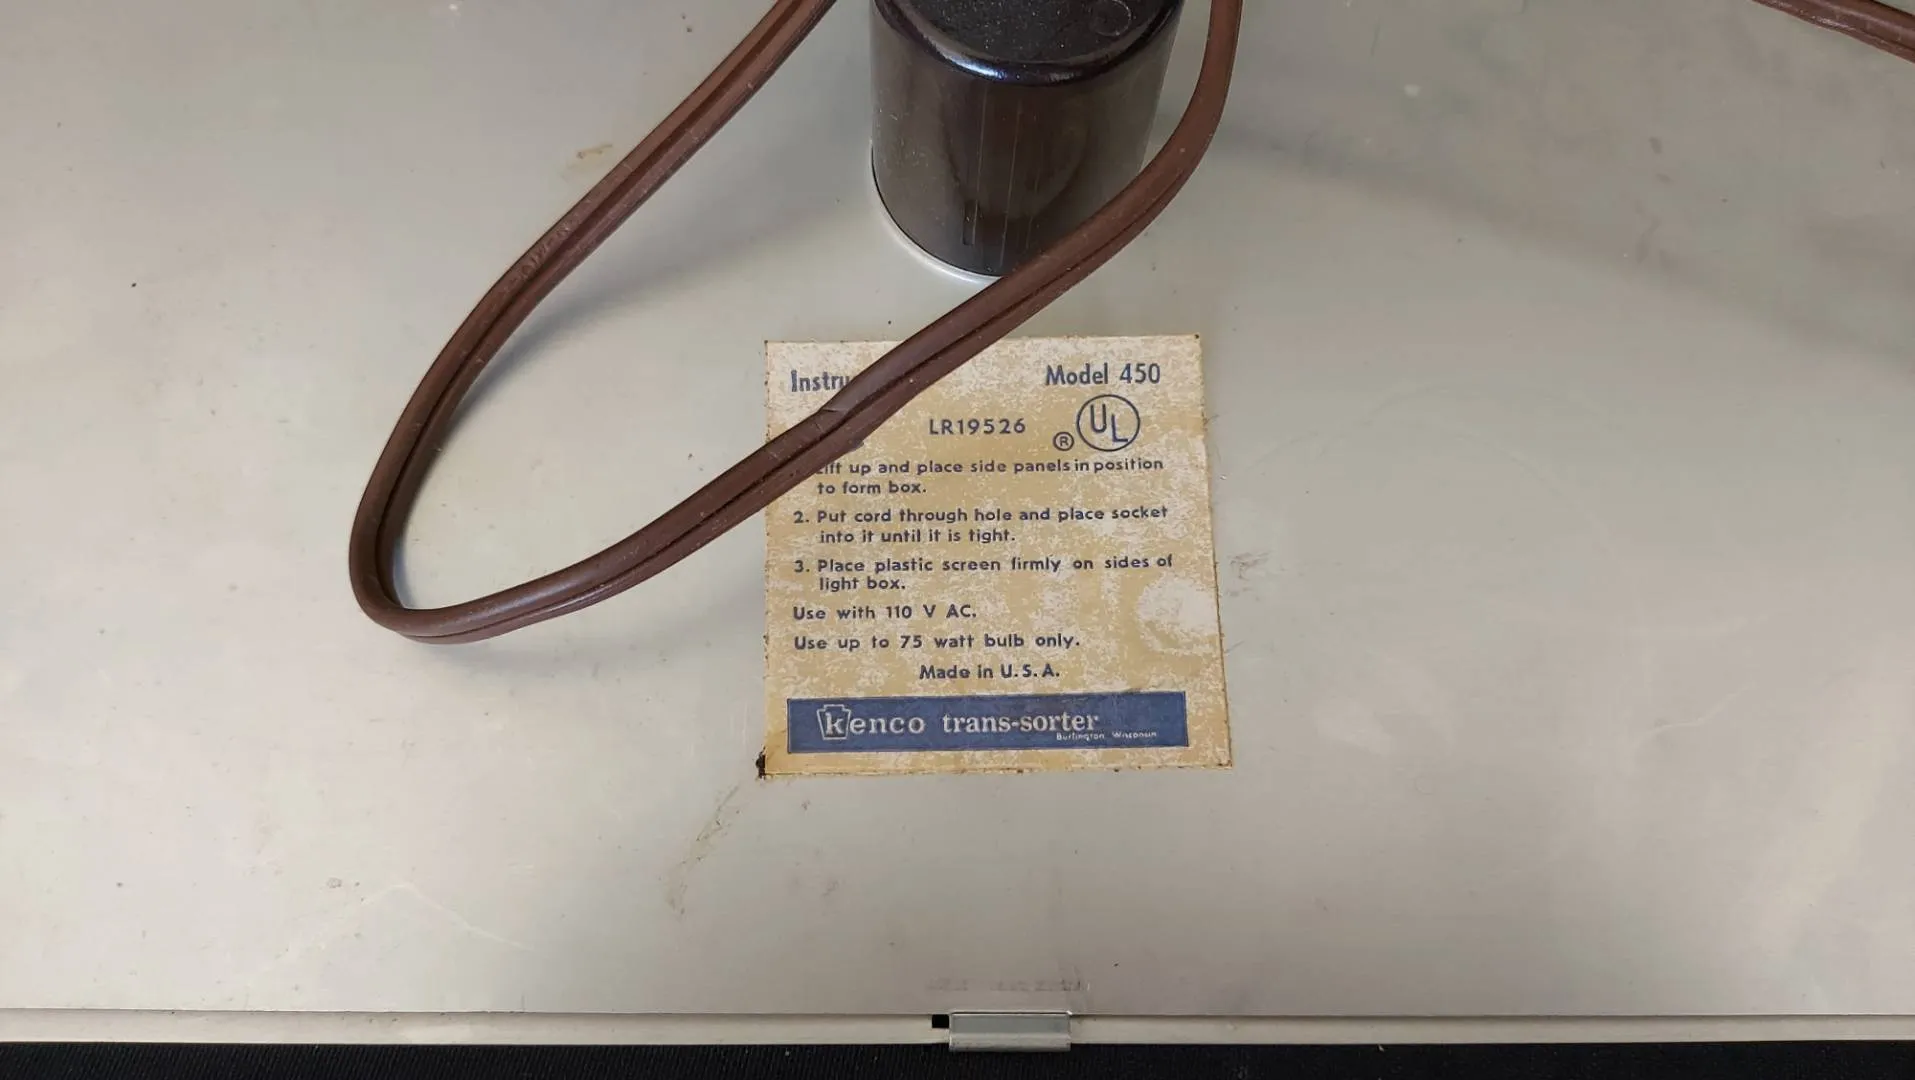 Instru
Model 450
LR19526
® UL
Lift up and place side panels in position
to form box.
2. Put cord through hole and place socket
into it until it is tight.
3. Place plastic screen firmly on sides of
light box.
Use with 110 V AC.
Use up to 75 watt bulb only.
Made in U.S.A.
kenco trans-sorter
Burlington, Wisconsin